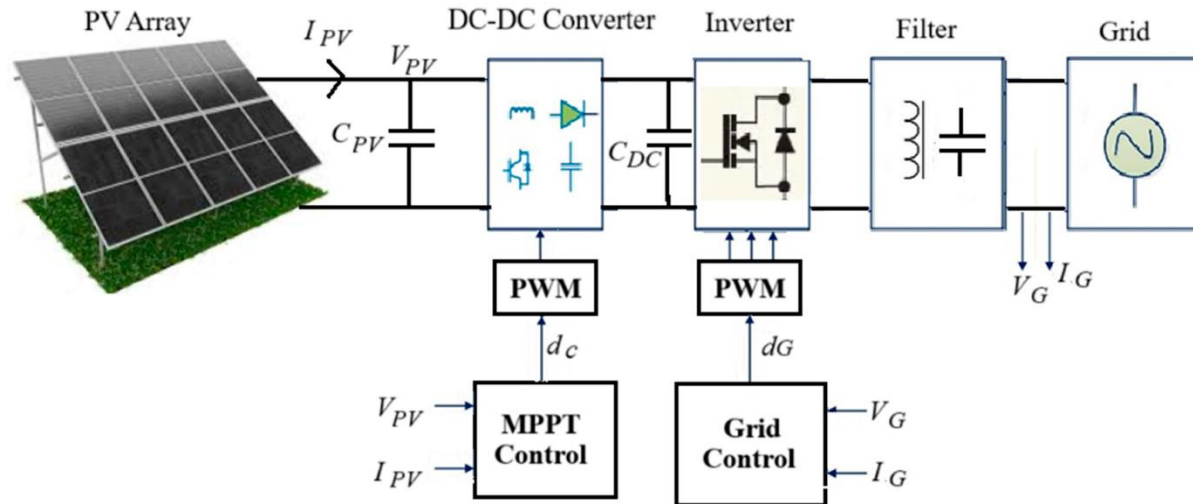 PV Array
DC-DC Converter
Inverter
Filter
Grid
I PV
V PV
C PV
C DC
PWM
PWM
V G
I.G
d c
dG
V PV
I PV
MPPT
Control
Grid
Control
V G
I.G